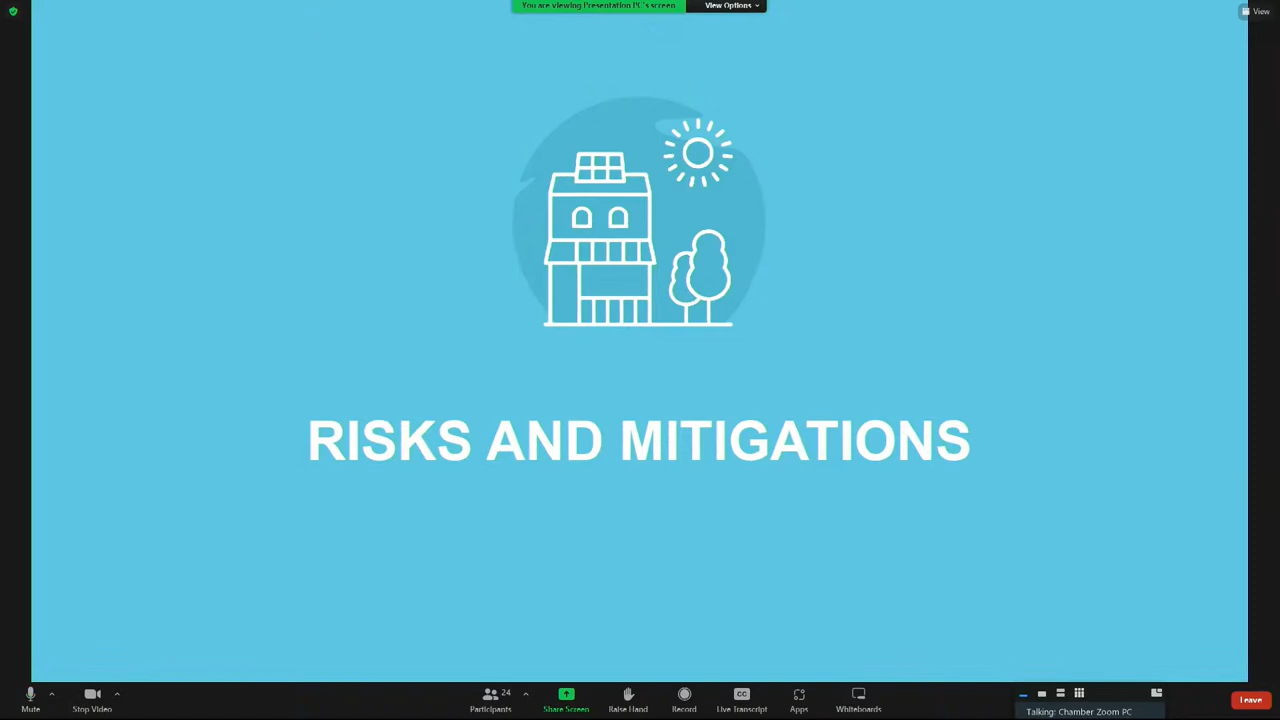 You are viewing Presentation PC's screen
View Options
View
RISKS AND MITIGATIONS
Mute
Stop Video
24
Participants
Share Screen
Raise Hand
Record
CC
Live Transcript
Apps
Whiteboards
Talking: Chamber Zoom PC
Leave